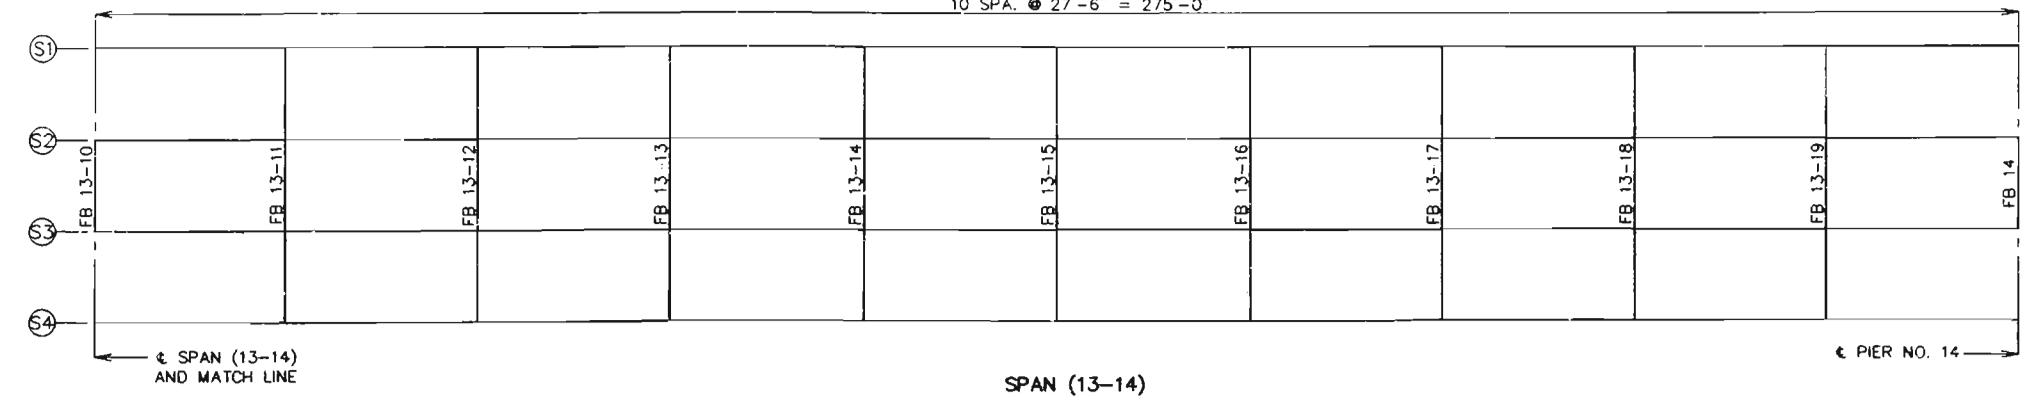 10 SPA. @ 27'-6" = 275'-0"
S1
S2
S3
S4
FB 13-10
FB 13-11
FB 13-12
FB 13-13
FB 13-14
FB 13-15
FB 13-16
FB 13-17
FB 13-18
FB 13-19
FB 14
℄ SPAN (13-14)
AND MATCH LINE
℄ PIER NO. 14
SPAN (13-14)